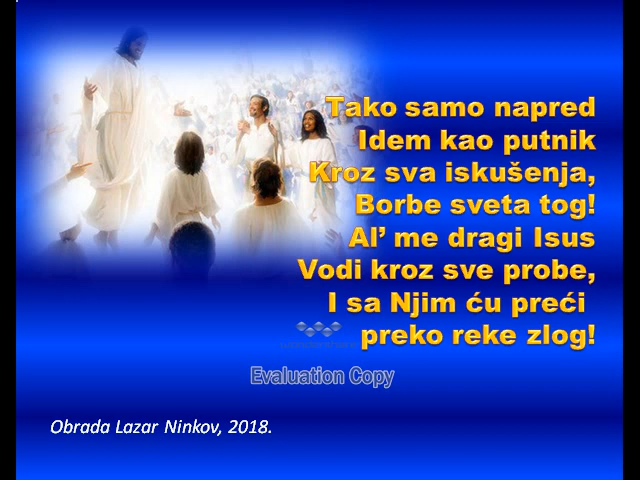 Tako samo napred
Idem kao putnik
Kroz sva iskušenja,
Borbe sveta tog!
Al’ me dragi Isus
Vodi kroz sve probe,
I sa Njim ću preći
preko reke zlog!
Evaluation Copy
Obrada Lazar Ninkov, 2018.